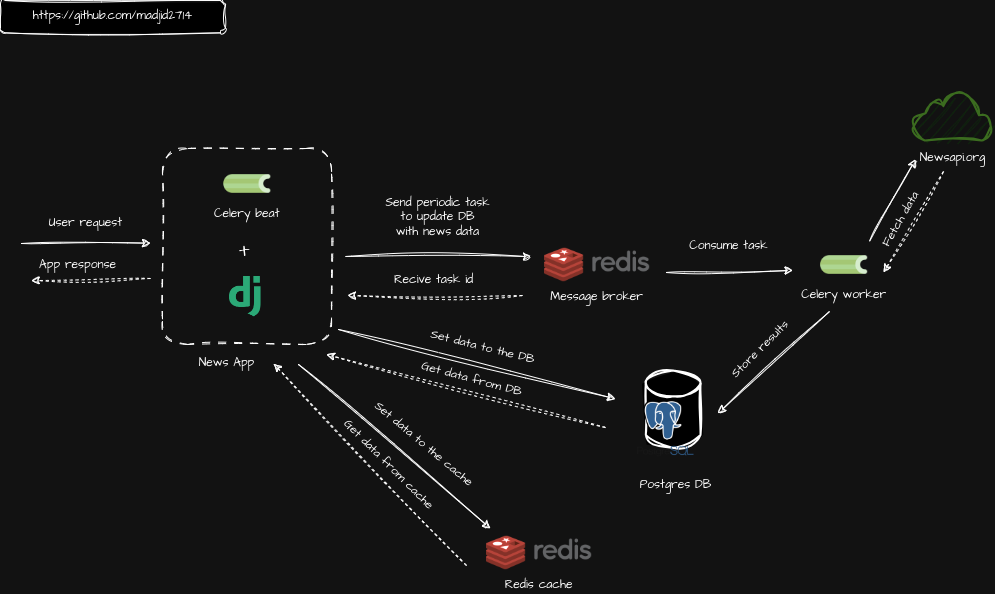 https://github.com/madjid2714
Newsapi.org
Fetch data
Celery beat
+
dj
News App
User request
App response
Send periodic task
to update DB
with news data
Recive task id
redis
Message broker
Consume task
Celery worker
Set data to the DB
Get data from DB
Store results
SQL
Postgres DB
Set data to the cache
Get data from cache
redis
Redis cache